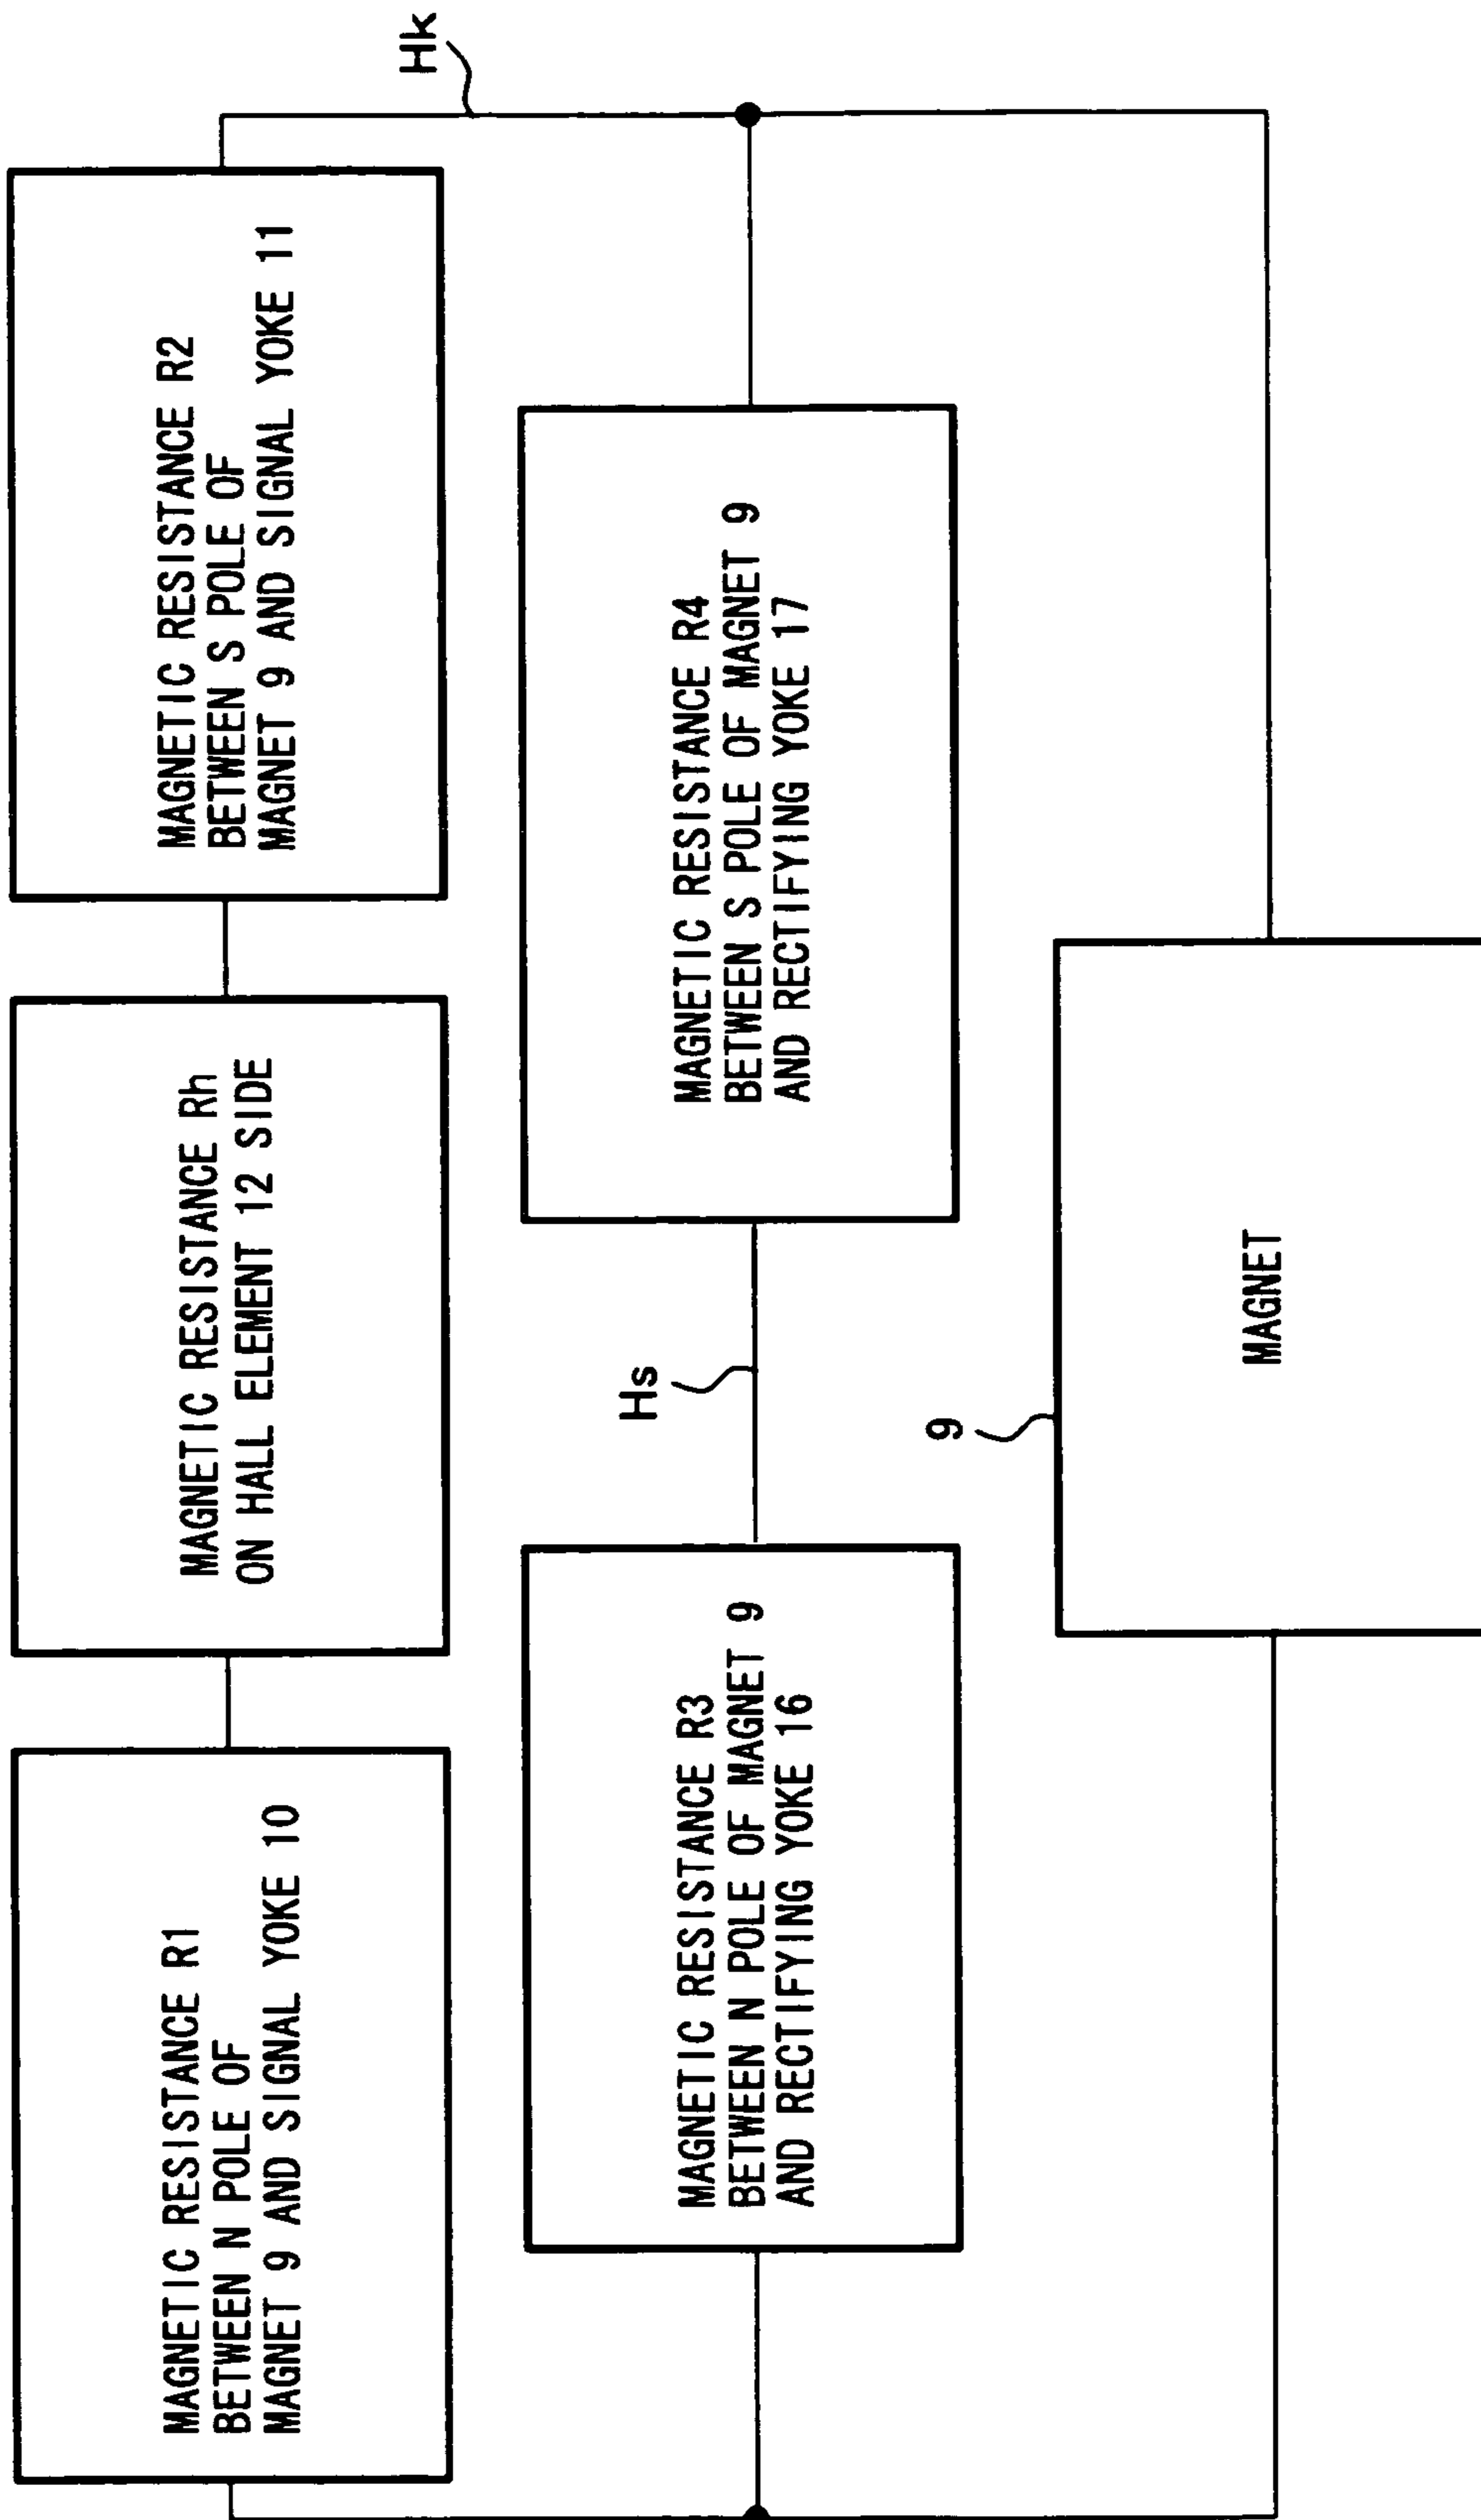 MAGNETIC RESISTANCE R1
BETWEEN N POLE OF
MAGNET 9 AND SIGNAL YOKE 10
MAGNETIC RESISTANCE Rh
ON HALL ELEMENT 12 SIDE
MAGNETIC RESISTANCE R2
BETWEEN S POLE OF
MAGNET 9 AND SIGNAL YOKE 11
Hk
MAGNETIC RESISTANCE R3
BETWEEN N POLE OF MAGNET 9
AND RECTIFYING YOKE 16
Hs
MAGNETIC RESISTANCE R4
BETWEEN S POLE OF MAGNET 9
AND RECTIFYING YOKE 17
9
MAGNET